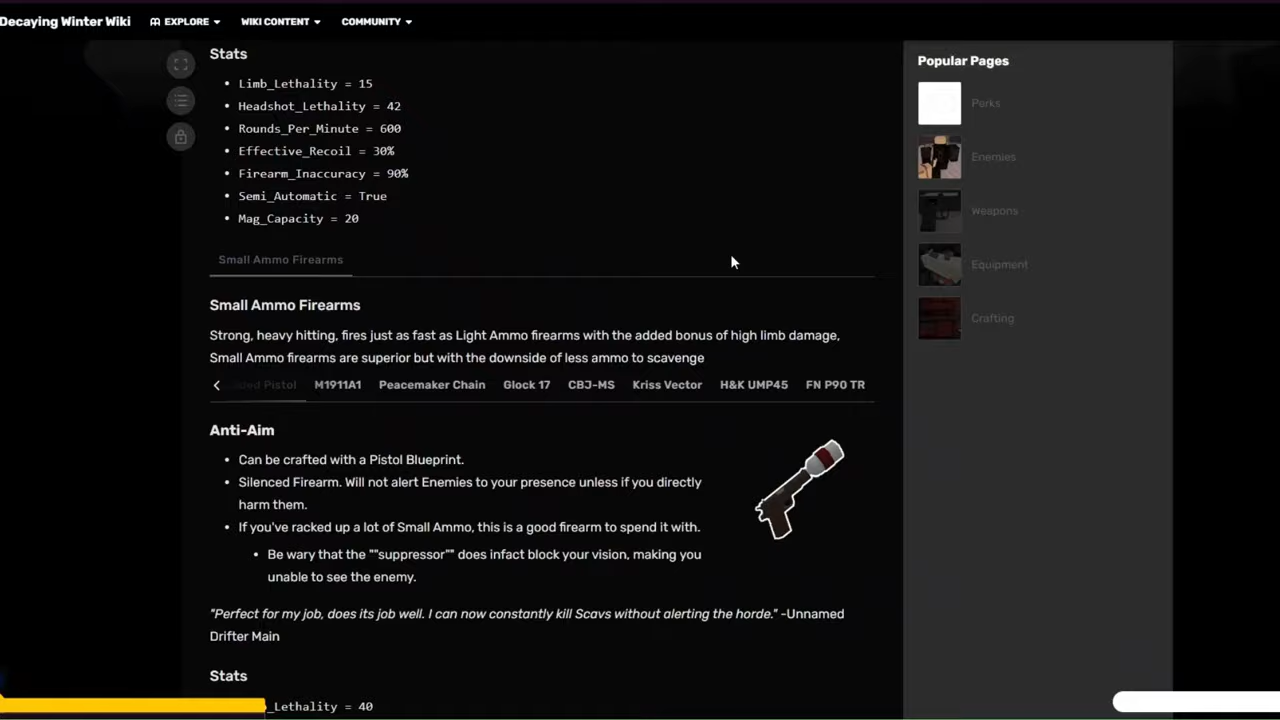 Decaying Winter Wiki
EXPLORE
WIKI CONTENT
COMMUNITY
Stats
Limb_Lethality = 15
Headshot_Lethality = 42
Rounds_Per_Minute = 600
Effective_Recoil = 30%
Firearm_Inaccuracy = 90%
Semi_Automatic = True
Mag_Capacity = 20
Small Ammo Firearms
Small Ammo Firearms
Strong, heavy hitting, fires just as fast as Light Ammo firearms with the added bonus of high limb damage,
Small Ammo firearms are superior but with the downside of less ammo to scavenge
Pistol M1911A1 Peacemaker Chain Glock 17 CBJ-MS Kriss Vector H&K UMP45 FN P90 TR
Anti-Aim
Can be crafted with a Pistol Blueprint.
Silenced Firearm. Will not alert Enemies to your presence unless if you directly
harm them.
If you've racked up a lot of Small Ammo, this is a good firearm to spend it with.
Be wary that the ""suppressor"" does infact block your vision, making you
unable to see the enemy.
"Perfect for my job, does its job well. I can now constantly kill Scavs without alerting the horde." -Unnamed
Drifter Main
Stats
_Lethality = 40
Popular Pages
Perks
Enemies
Weapons
Equipment
Crafting